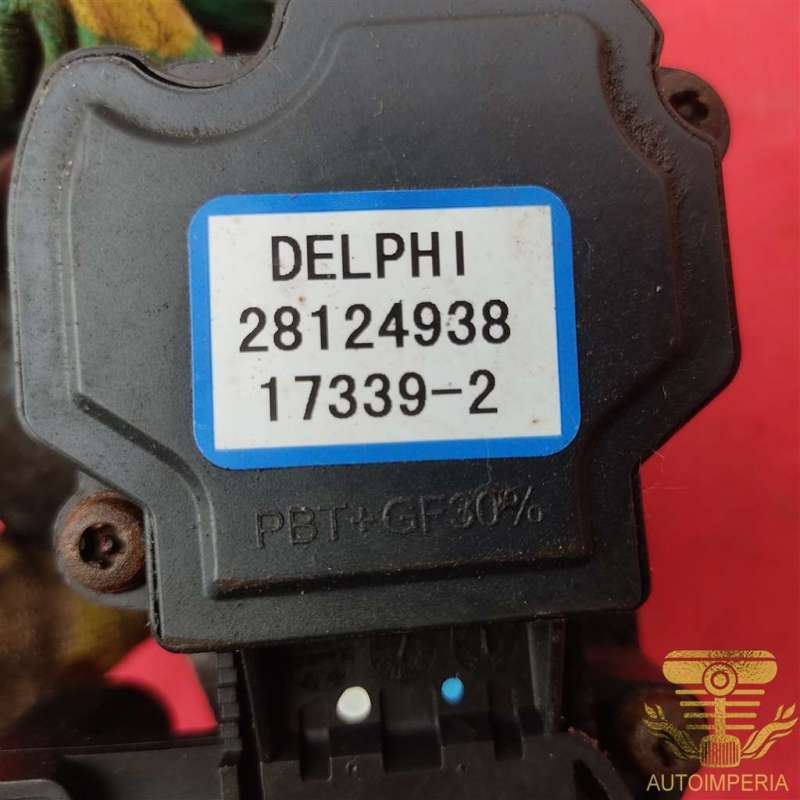 DELPHI
28124938
17339-2
PBT+GF30%
AUTOIMPERIA